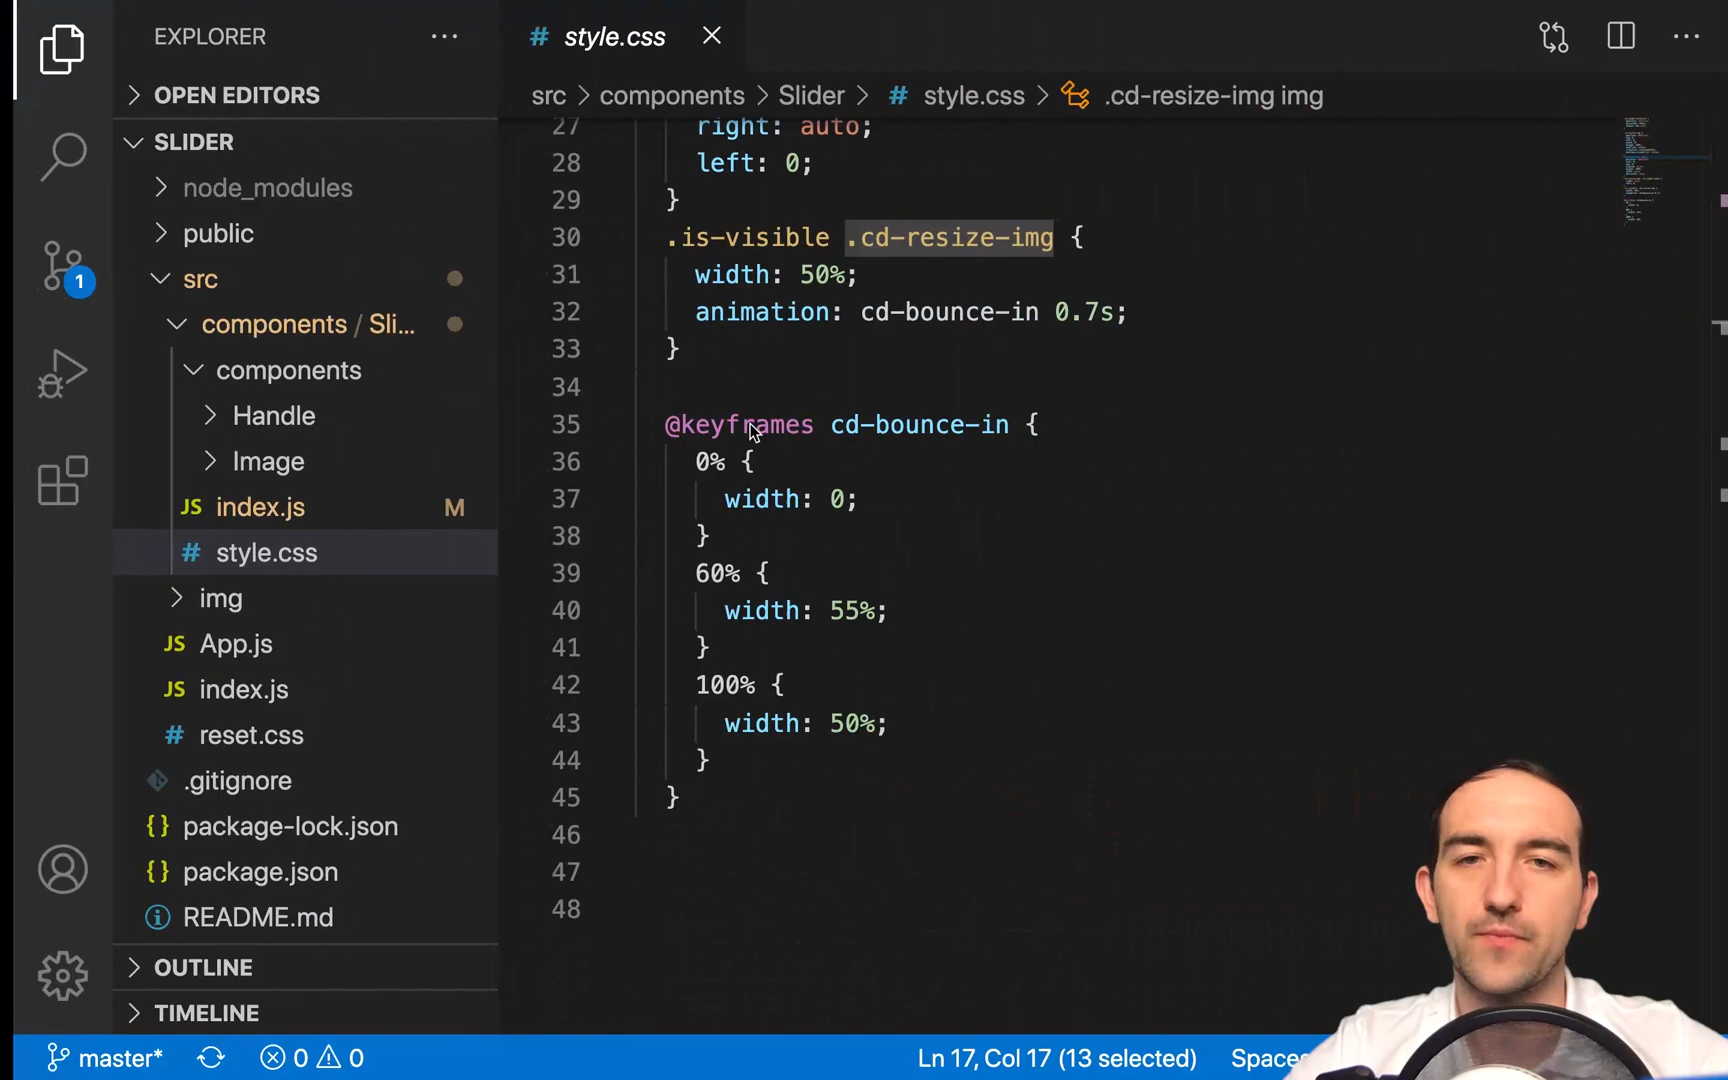 EXPLORER
OPEN EDITORS
SLIDER
node_modules
public
src
components / Sli...
components
Handle
Image
JS index.js M
# style.css
img
JS App.js
JS index.js
# reset.css
.gitignore
{} package-lock.json
{} package.json
README.md
OUTLINE
TIMELINE
1
# style.css
src > components > Slider > # style.css > .cd-resize-img img
27 right: auto;
28 left: 0;
29 }
30 .is-visible .cd-resize-img {
31 width: 50%;
32 animation: cd-bounce-in 0.7s;
33 }
34
35 @keyframes cd-bounce-in {
36 0% {
37 width: 0;
38 }
39 60% {
40 width: 55%;
41 }
42 100% {
43 width: 50%;
44 }
45 }
46
47
48
master* 0 0 Ln 17, Col 17 (13 selected)